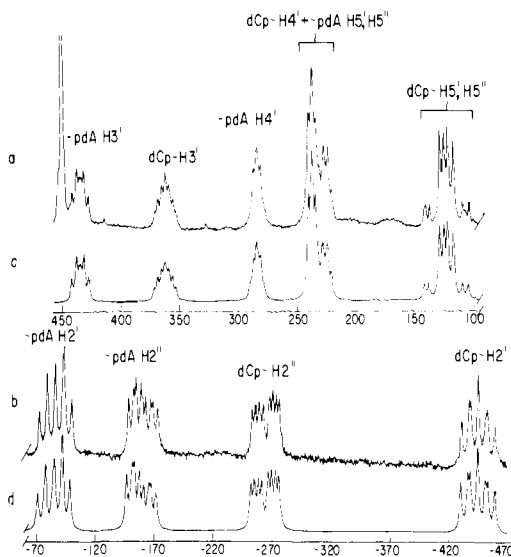 dCp-H4' + -pdA H5', H5"
dCp-H5', H5"
-pdA H3'
dCp-H3'
-pdA H4'
a
c
450 400 350 300 250 200 150 100
-pdA H2'
-pdA H2"
dCp-H2"
dCp-H2'
b
d
-70 -120 -170 -220 -270 -320 -370 -420 -470